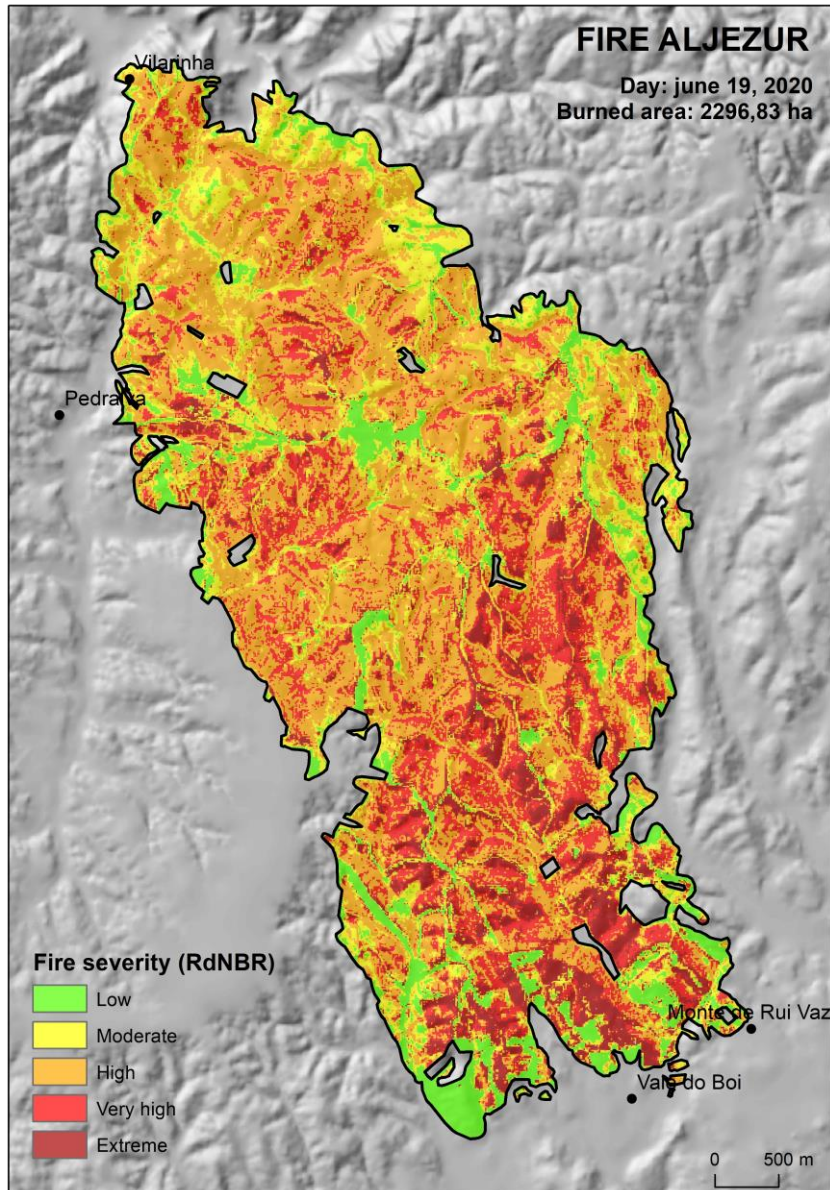 FIRE ALJEZUR
Day: june 19, 2020
Burned area: 2296,83 ha
Vilarinha
Pedralva
Fire severity (RdNBR)
Low
Moderate
High
Very high
Extreme
Monte de Rui Vaz
Vale do Boi
0 500 m